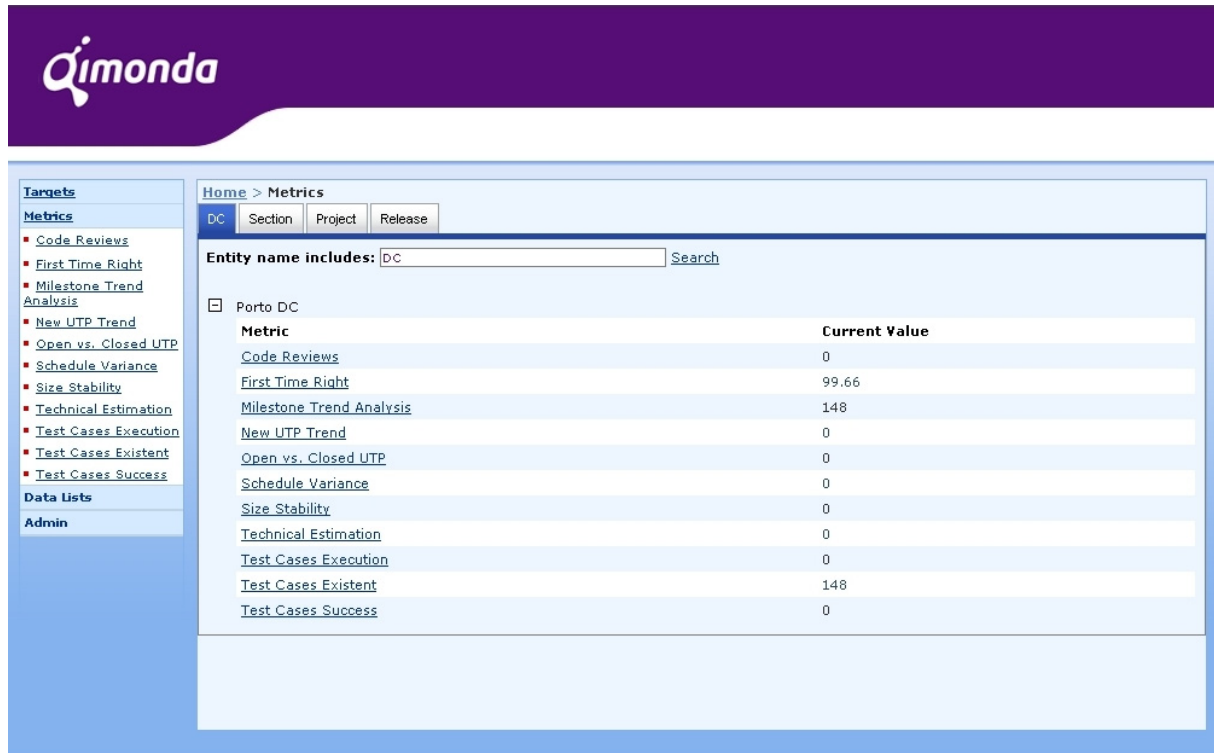 qimonda
Targets
Metrics
Code Reviews
First Time Right
Milestone Trend
Analysis
New UTP Trend
Open vs. Closed UTP
Schedule Variance
Size Stability
Technical Estimation
Test Cases Execution
Test Cases Existent
Test Cases Success
Data Lists
Admin
Home > Metrics
DC Section Project Release
Entity name includes: DC Search
Porto DC
Metric Current Value
Code Reviews 0
First Time Right 99.66
Milestone Trend Analysis 148
New UTP Trend 0
Open vs. Closed UTP 0
Schedule Variance 0
Size Stability 0
Technical Estimation 0
Test Cases Execution 0
Test Cases Existent 148
Test Cases Success 0